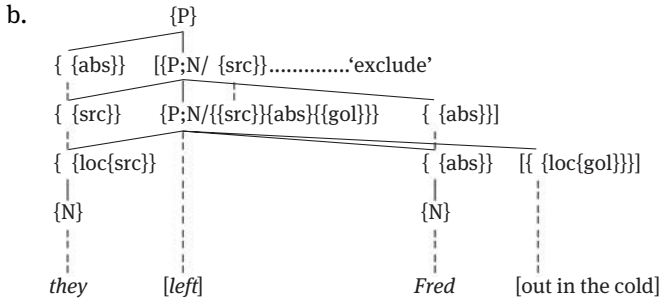 b. {P}
{ {abs}} [{P;N/ {src}}..............‘exclude’
{ {src}} {P;N/{{src}}{abs}{{gol}}} { {abs}}]
{ {loc{src}} { {abs}} [{ {loc{gol}}}]
{N} {N}
they [left] Fred [out in the cold]